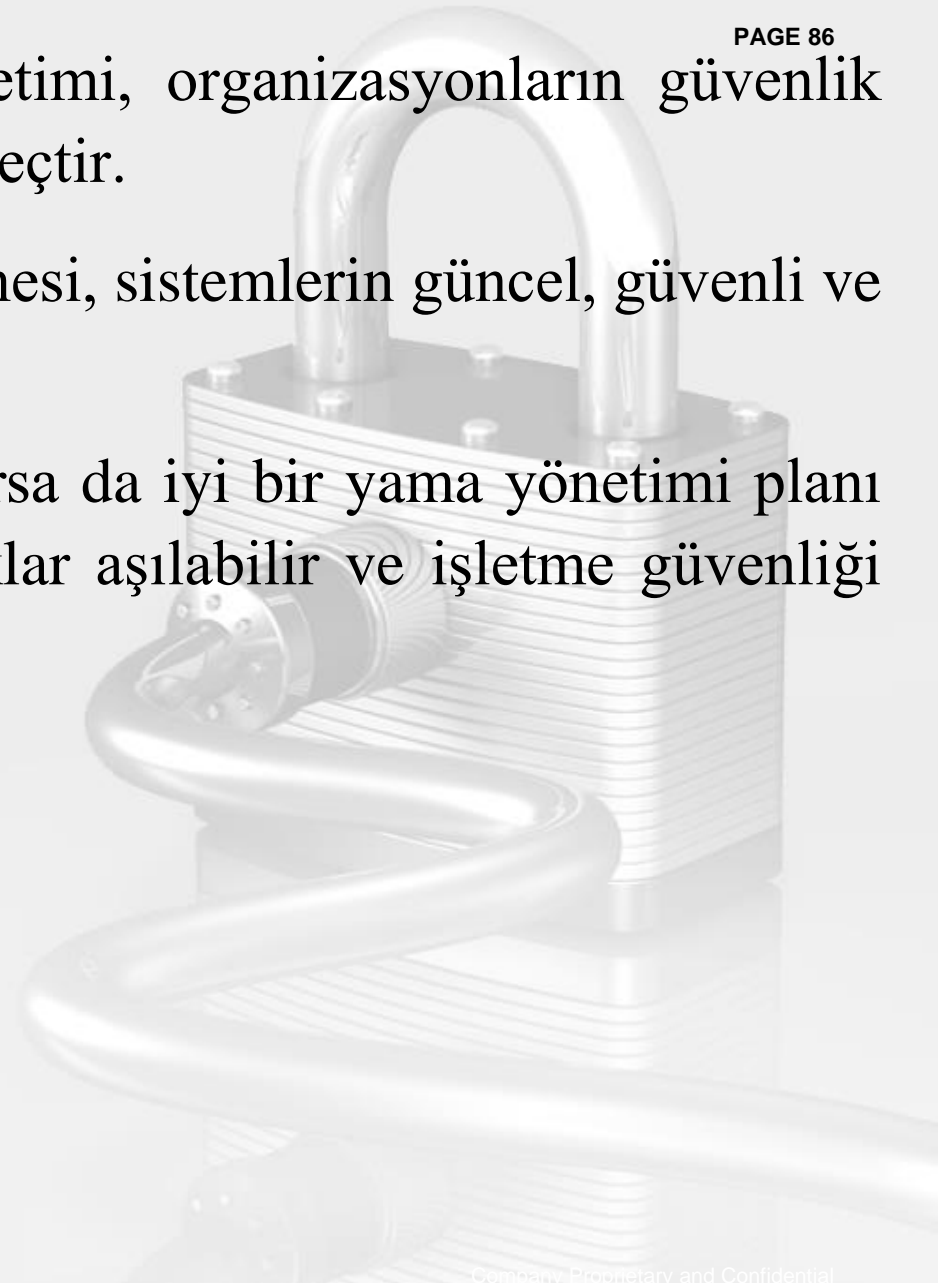 PAGE 86
etimi, organizasyonların güvenlik
eçtir.
nesi, sistemlerin güncel, güvenli ve
rsa da iyi bir yama yönetimi planı
klar aşılabilir ve işletme güvenliği
Company Proprietary and Confidential